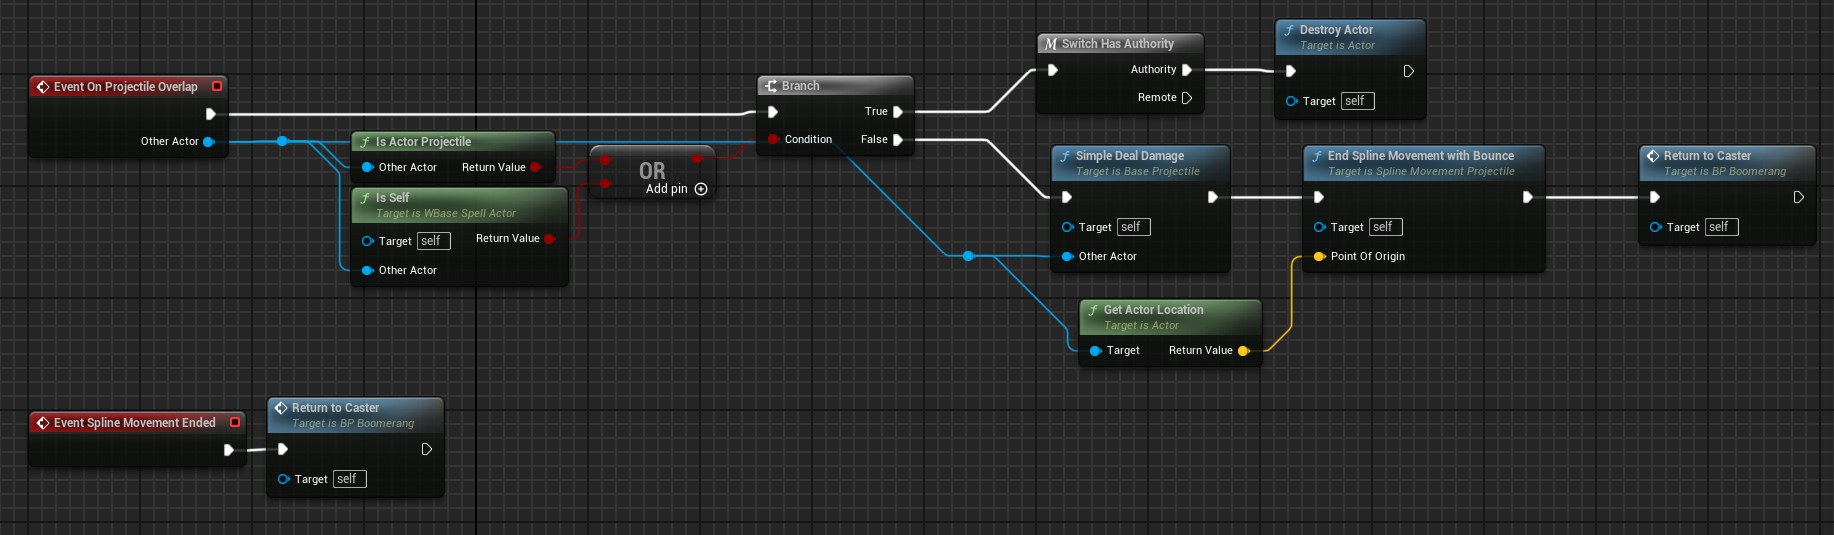 Event On Projectile Overlap
Other Actor
Is Actor Projectile
Other Actor
Return Value
Is Self
Target is WBase Spell Actor
Target self
Return Value
Other Actor
OR
Add pin
Branch
True
Condition
False
Switch Has Authority
Authority
Remote
Destroy Actor
Target is Actor
Target self
Simple Deal Damage
Target is Base Projectile
Target self
Other Actor
End Spline Movement with Bounce
Target is Spline Movement Projectile
Target self
Point Of Origin
Return to Caster
Target is BP Boomerang
Target self
Get Actor Location
Target is Actor
Target
Return Value
Event Spline Movement Ended
Return to Caster
Target is BP Boomerang
Target self